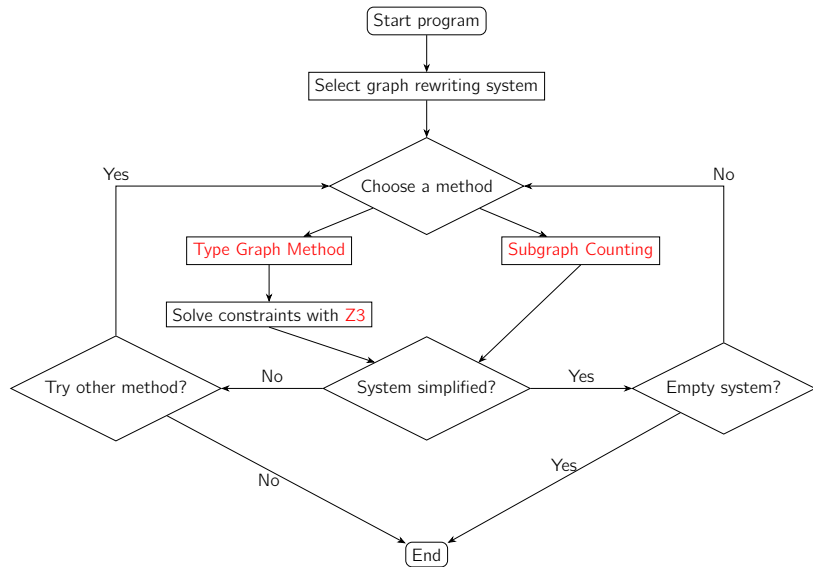 Start program
Select graph rewriting system
Yes
No
Choose a method
Type Graph Method
Subgraph Counting
Solve constraints with Z3
Try other method?
No
System simplified?
Yes
Empty system?
No
Yes
End